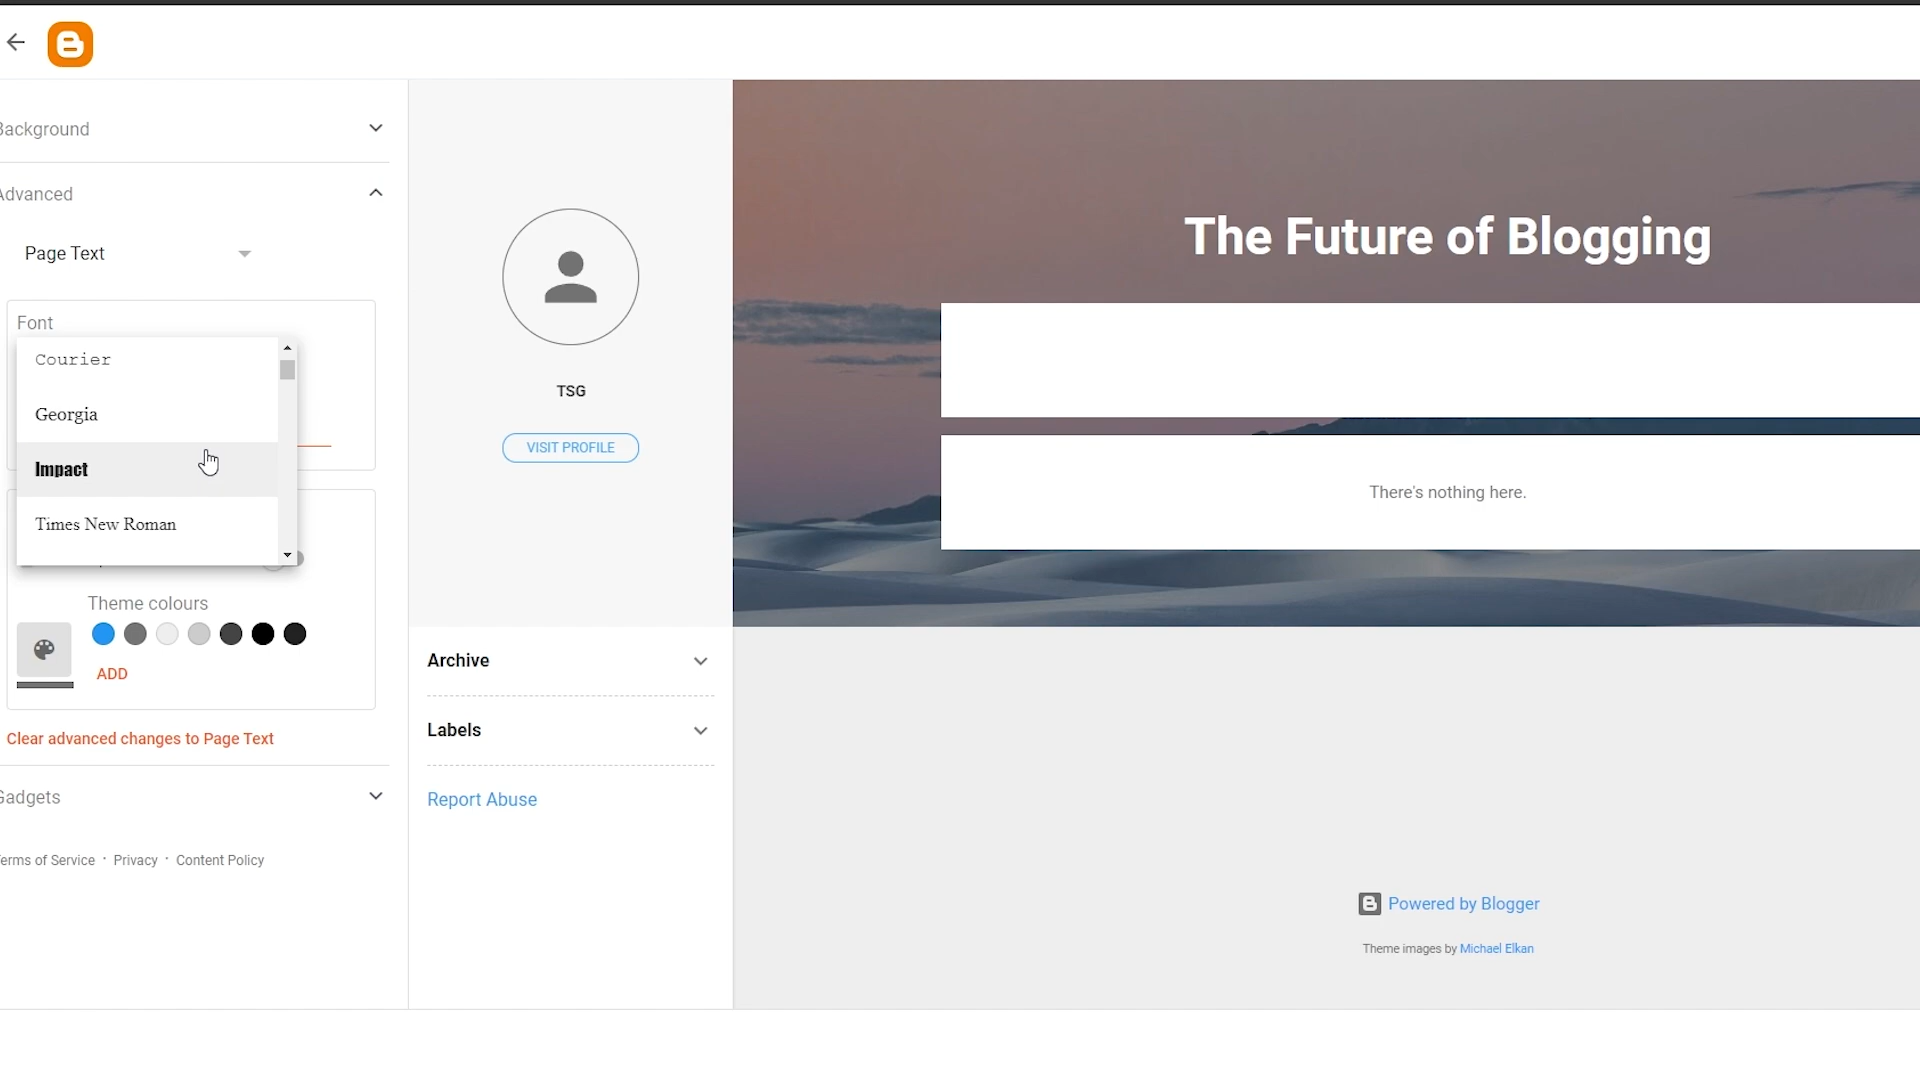 Background
Advanced
Page Text
Font
Courier
Georgia
Impact
Times New Roman
Theme colours
ADD
Clear advanced changes to Page Text
Gadgets
Terms of Service · Privacy · Content Policy
TSG
VISIT PROFILE
Archive
Labels
Report Abuse
The Future of Blogging
There's nothing here.
Powered by Blogger
Theme images by Michael Elkan